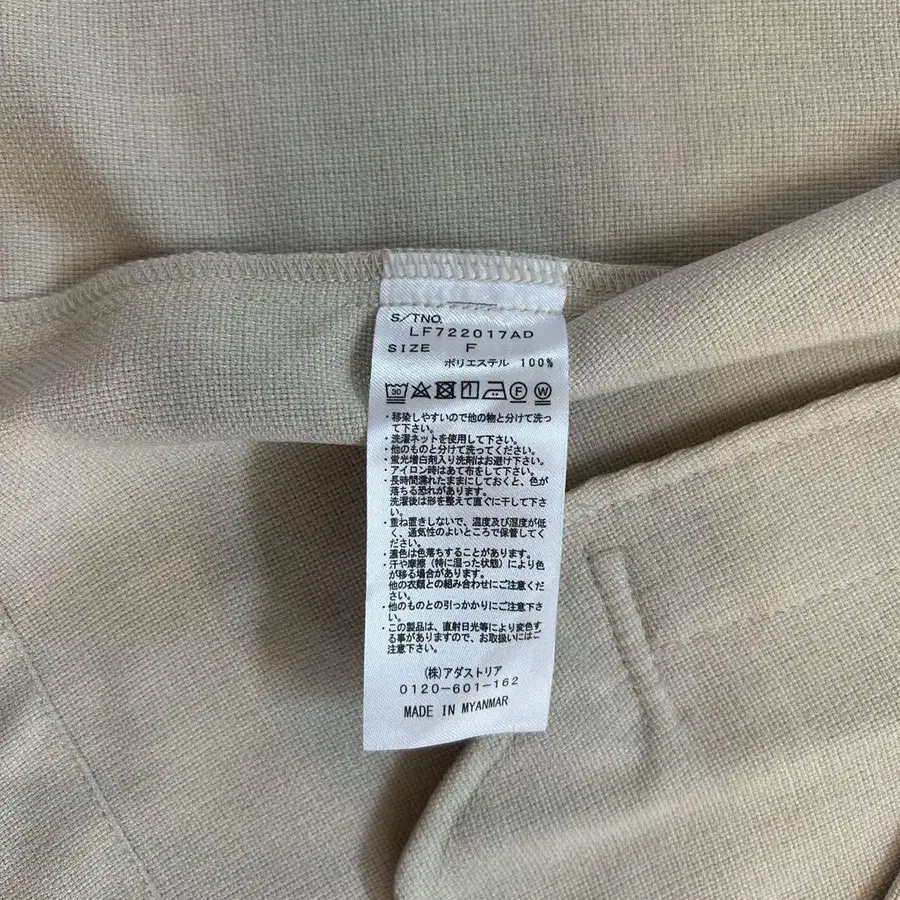 S/TNO.
LF722017AD
SIZE F
ポリエステル 100%
30 F W
・移染しやすいので他の物と分けて洗っ
て下さい。
・洗濯ネットを使用して下さい。
・他のものと分けて洗ってください。
・蛍光増白剤入り洗剤はお避け下さい。
・アイロン時はあて布をして下さい。
・長時間濡れたままにしておくと、色が
落ちる恐れがあります。
洗濯後は形を整えて直ぐに干して下さ
い。
・重ね置きしないで、温度及び湿度が低
く、通気性のよいところで保管してく
ださい。
・濃色は色落ちすることがあります。
・汗や摩擦（特に湿った状態）により色
が移る場合があります。
他の衣類との組み合わせにご注意くだ
さい。
・他のものとの引っかかりにご注意下さ
い。
・この製品は、直射日光等により変色す
る事がありますので、お取扱いにはご
注意下さい。
（株）アダストリア
0120-601-162
MADE IN MYANMAR